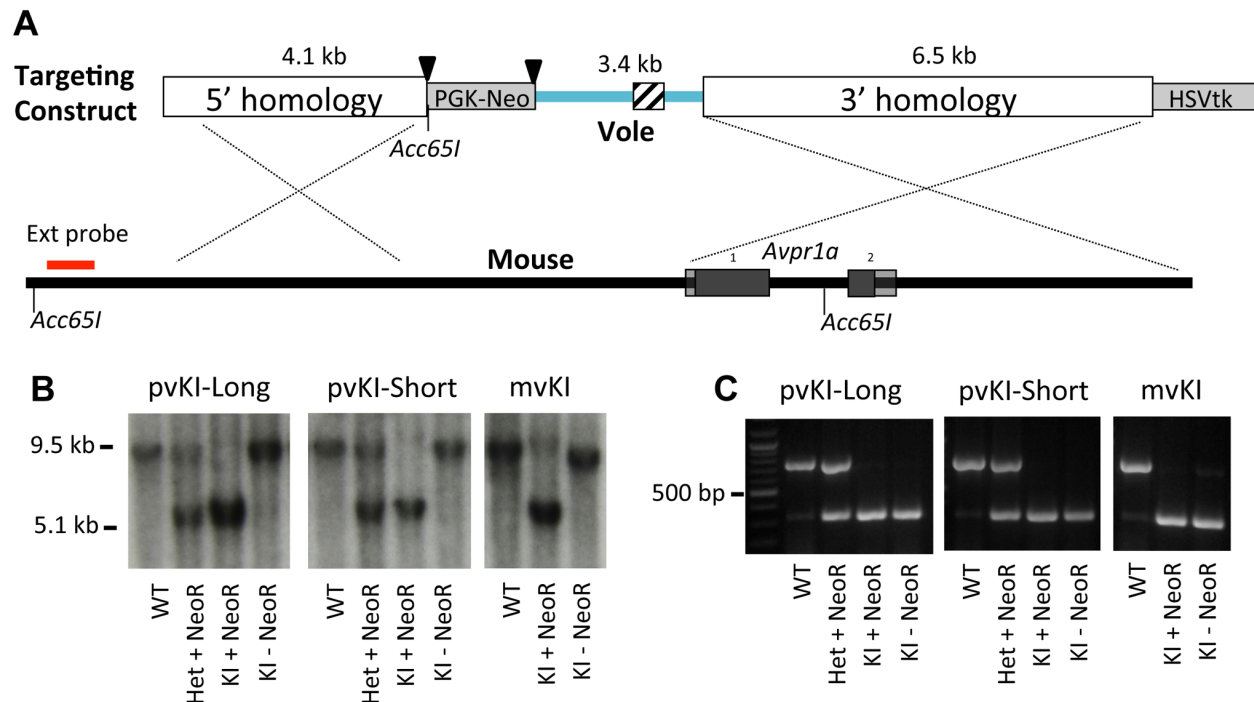 A
Targeting
Construct
4.1 kb
3.4 kb
6.5 kb
5’ homology
PGK-Neo
3’ homology
HSVtk
Acc65I
Vole
Ext probe
Mouse
Avpr1a
1
2
Acc65I
Acc65I
B
pvKI-Long
pvKI-Short
mvKI
9.5 kb
5.1 kb
WT
Het + NeoR
KI + NeoR
KI - NeoR
WT
Het + NeoR
KI + NeoR
KI - NeoR
WT
KI + NeoR
KI - NeoR
C
pvKI-Long
pvKI-Short
mvKI
500 bp
WT
Het + NeoR
KI + NeoR
KI - NeoR
WT
Het + NeoR
KI + NeoR
KI - NeoR
WT
KI + NeoR
KI - NeoR